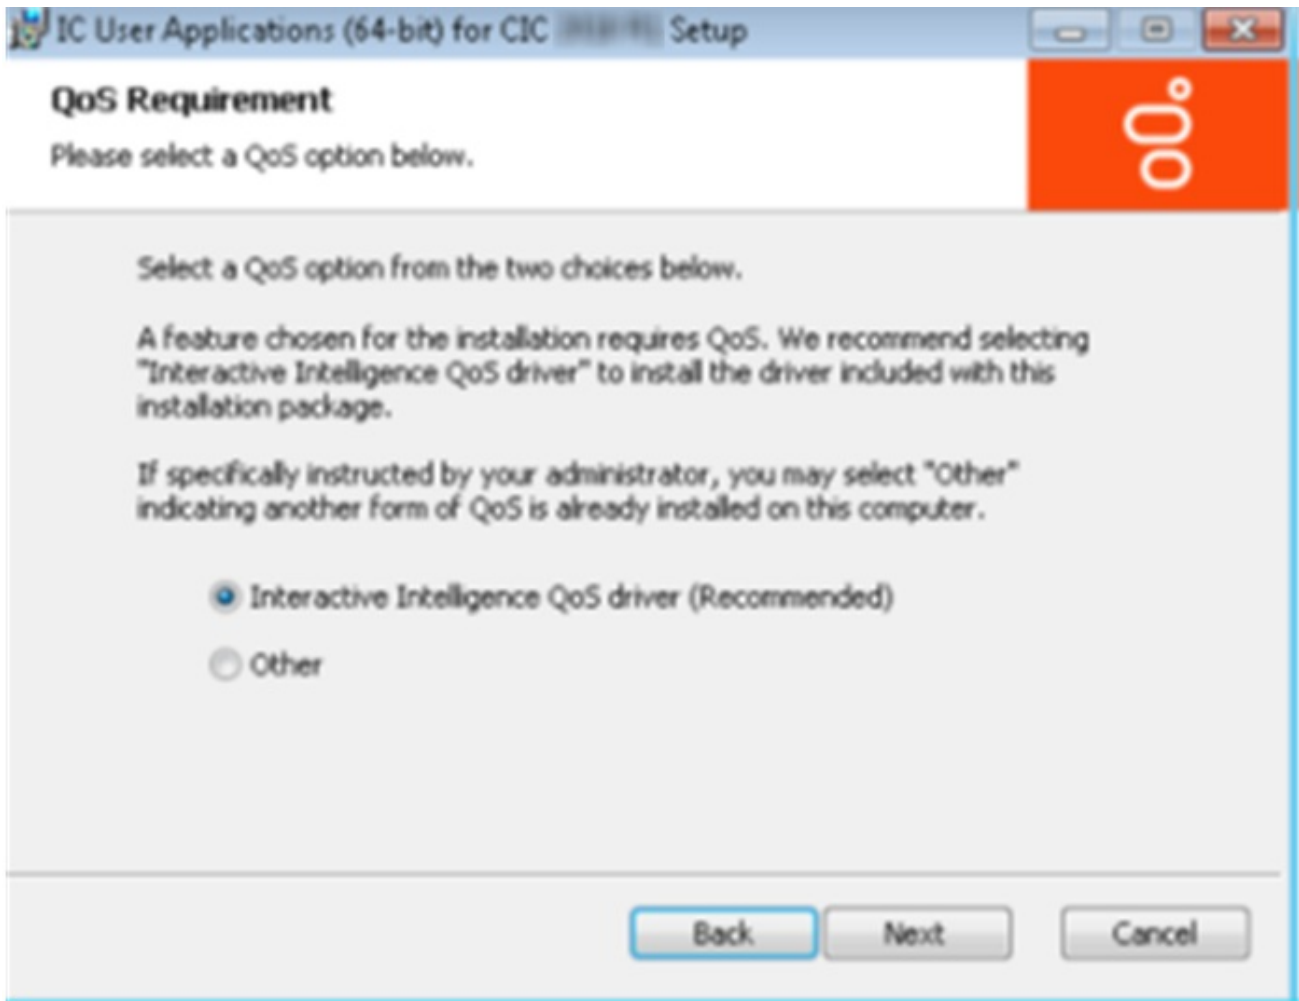 IC User Applications (64-bit) for CIC Setup
QoS Requirement
Please select a QoS option below.
Select a QoS option from the two choices below.
A feature chosen for the installation requires QoS. We recommend selecting
"Interactive Intelligence QoS driver" to install the driver included with this
installation package.
If specifically instructed by your administrator, you may select "Other"
indicating another form of QoS is already installed on this computer.
Interactive Intelligence QoS driver (Recommended)
Other
Back
Next
Cancel